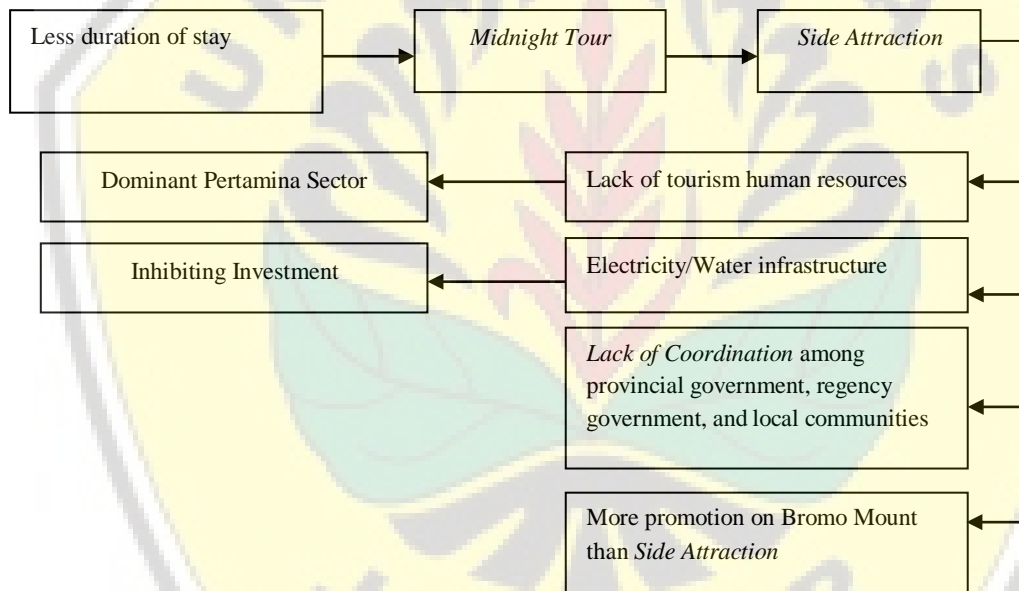 Less duration of stay
Midnight Tour
Side Attraction
Dominant Pertamina Sector
Lack of tourism human resources
Inhibiting Investment
Electricity/Water infrastructure
Lack of Coordination among
provincial government, regency
government, and local communities
More promotion on Bromo Mount
than Side Attraction